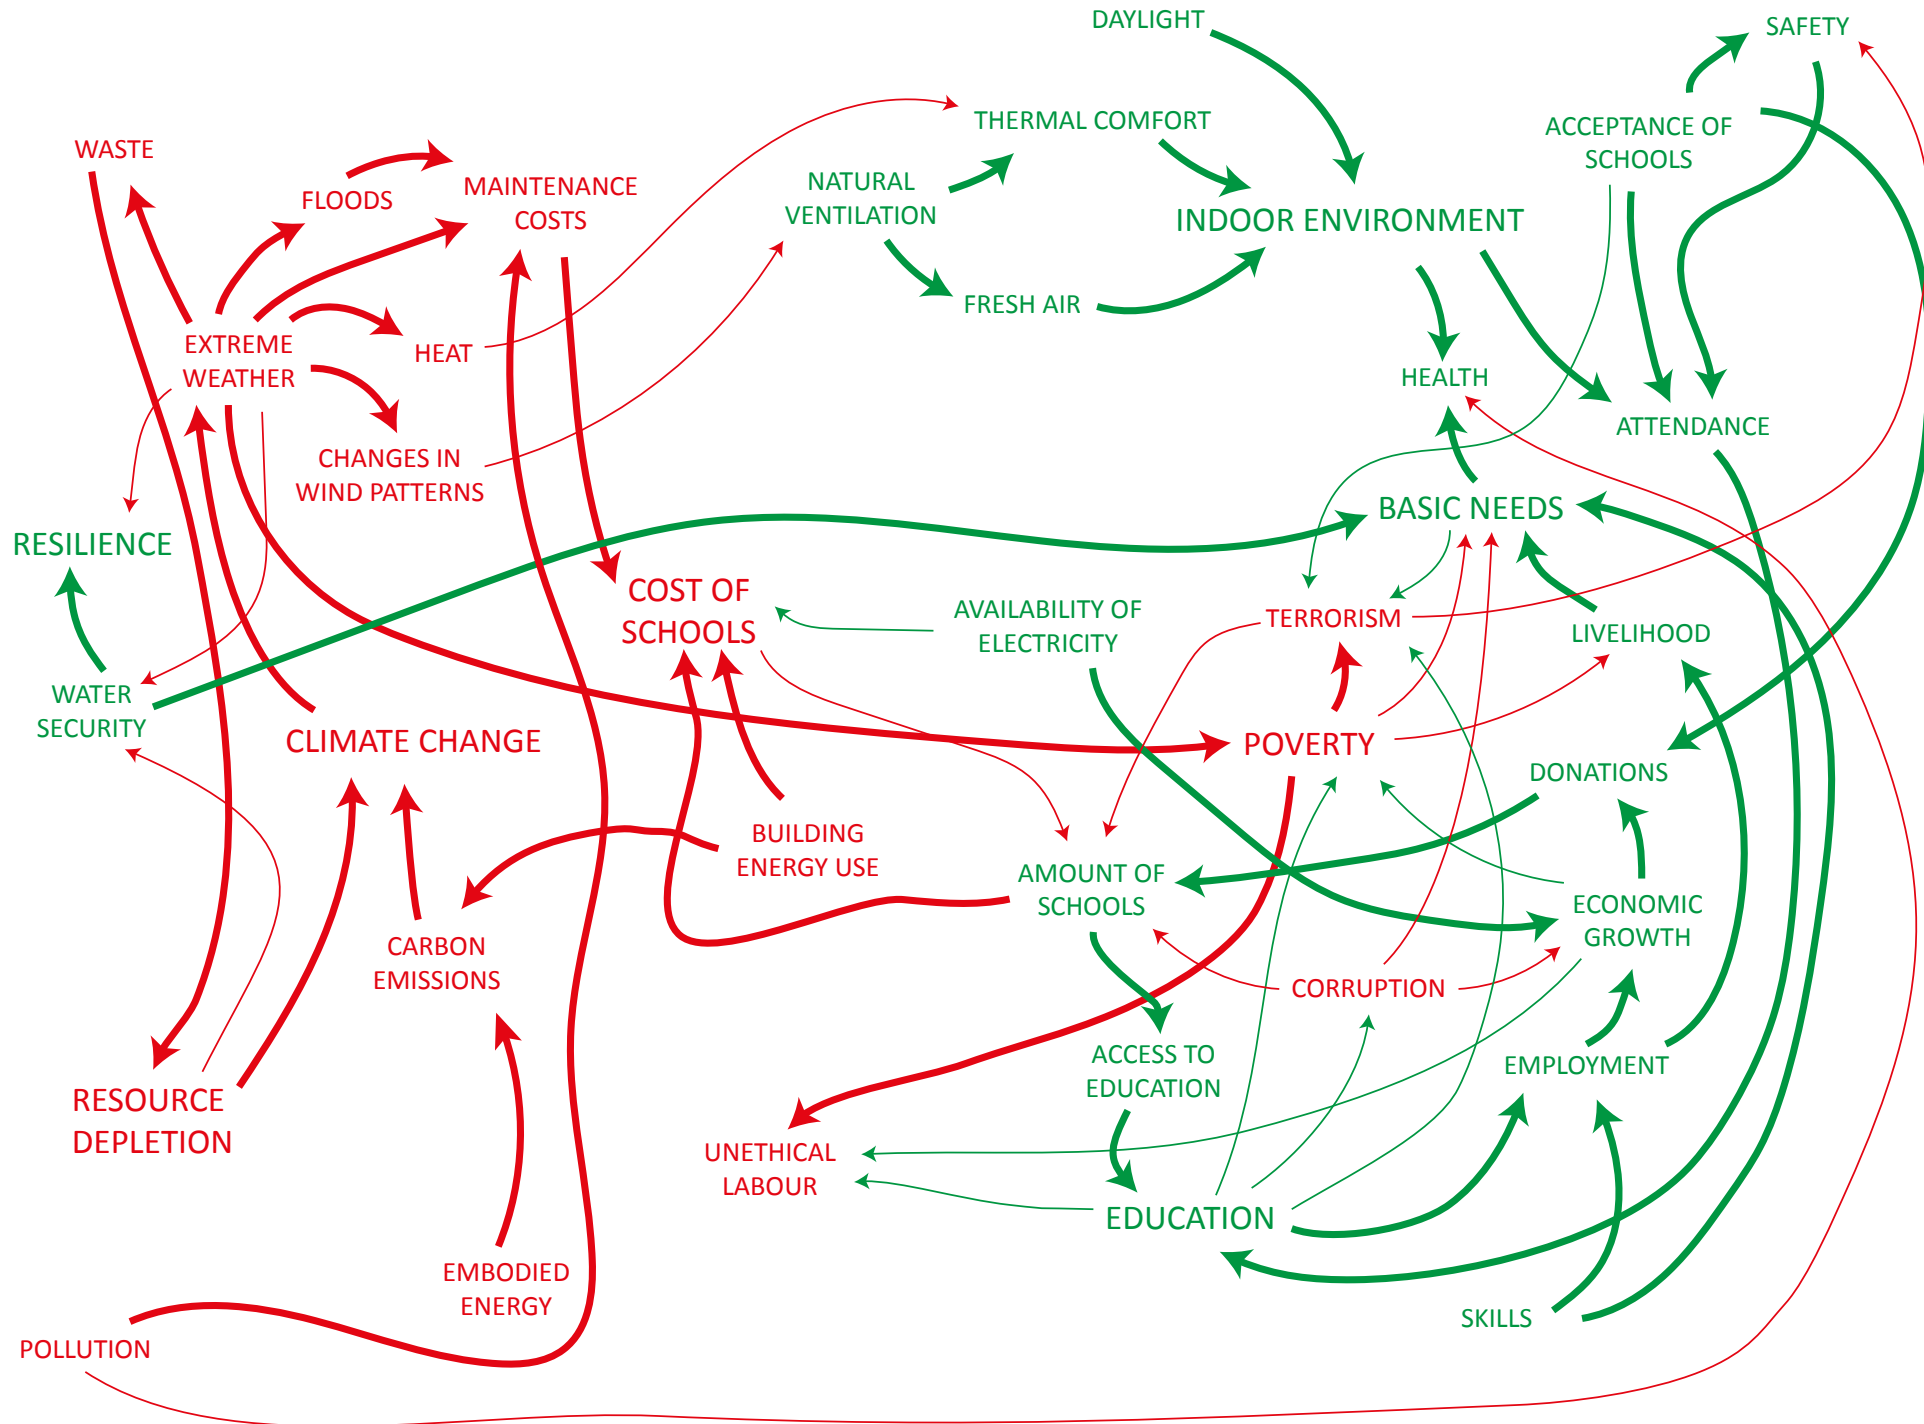 DAYLIGHT
SAFETY
THERMAL COMFORT
ACCEPTANCE OF
SCHOOLS
WASTE
FLOODS
MAINTENANCE
COSTS
NATURAL
VENTILATION
INDOOR ENVIRONMENT
FRESH AIR
EXTREME
WEATHER
HEAT
HEALTH
ATTENDANCE
CHANGES IN
WIND PATTERNS
BASIC NEEDS
RESILIENCE
COST OF
SCHOOLS
AVAILABILITY OF
ELECTRICITY
TERRORISM
LIVELIHOOD
WATER
SECURITY
CLIMATE CHANGE
POVERTY
DONATIONS
BUILDING
ENERGY USE
AMOUNT OF
SCHOOLS
ECONOMIC
GROWTH
CARBON
EMISSIONS
CORRUPTION
ACCESS TO
EDUCATION
EMPLOYMENT
RESOURCE
DEPLETION
UNETHICAL
LABOUR
EDUCATION
EMBODIED
ENERGY
SKILLS
POLLUTION